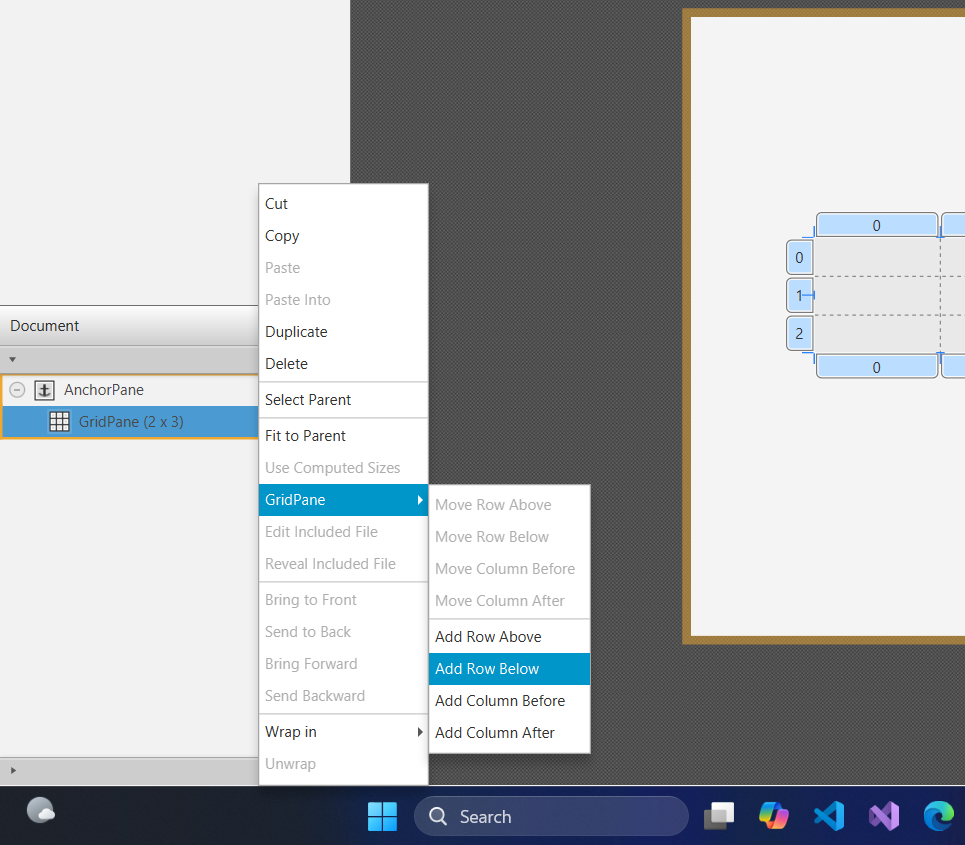 Cut
Copy
Paste
Paste Into
Duplicate
Delete
Select Parent
Fit to Parent
Use Computed Sizes
GridPane
Edit Included File
Reveal Included File
Bring to Front
Send to Back
Bring Forward
Send Backward
Wrap in
Unwrap
Move Row Above
Move Row Below
Move Column Before
Move Column After
Add Row Above
Add Row Below
Add Column Before
Add Column After
Document
AnchorPane
GridPane (2 x 3)
0
0
1
2
0
Search